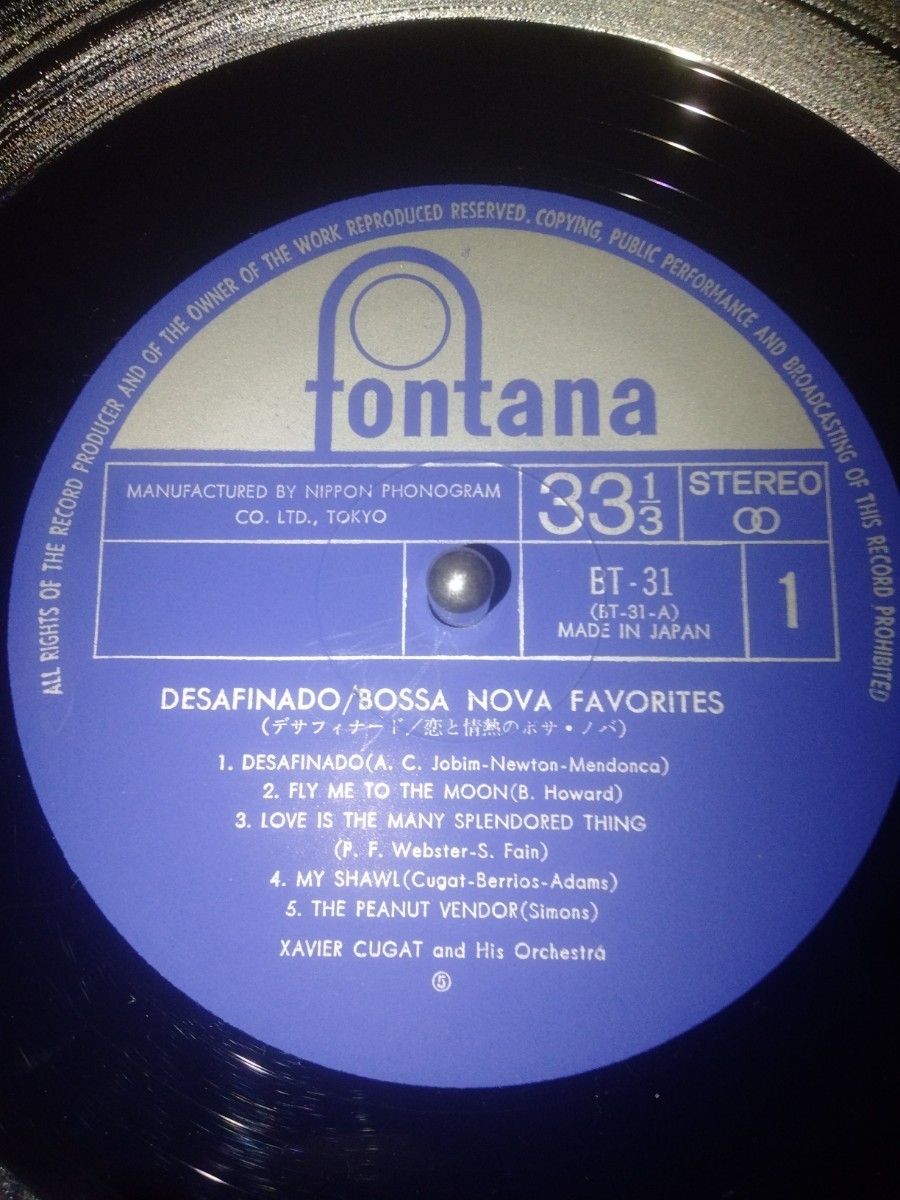 ALL RIGHTS OF THE RECORD PRODUCER AND OF THE OWNER OF THE WORK REPRODUCED RESERVED. COPYING, PUBLIC PERFORMANCE AND BROADCASTING OF THIS RECORD PROHIBITED
fontana
MANUFACTURED BY NIPPON PHONOGRAM
CO. LTD., TOKYO
33 1/3
STEREO
BT-31
(BT-31-A)
MADE IN JAPAN
1
DESAFINADO/BOSSA NOVA FAVORITES
(デサフィナード/恋と情熱のボサ・ノバ)
1. DESAFINADO(A. C. Jobim-Newton-Mendonca)
2. FLY ME TO THE MOON(B. Howard)
3. LOVE IS THE MANY SPLENDORED THING
(P. F. Webster-S. Fain)
4. MY SHAWL(Cugat-Berrios-Adams)
5. THE PEANUT VENDOR(Simons)
XAVIER CUGAT and His Orchestra
⑤